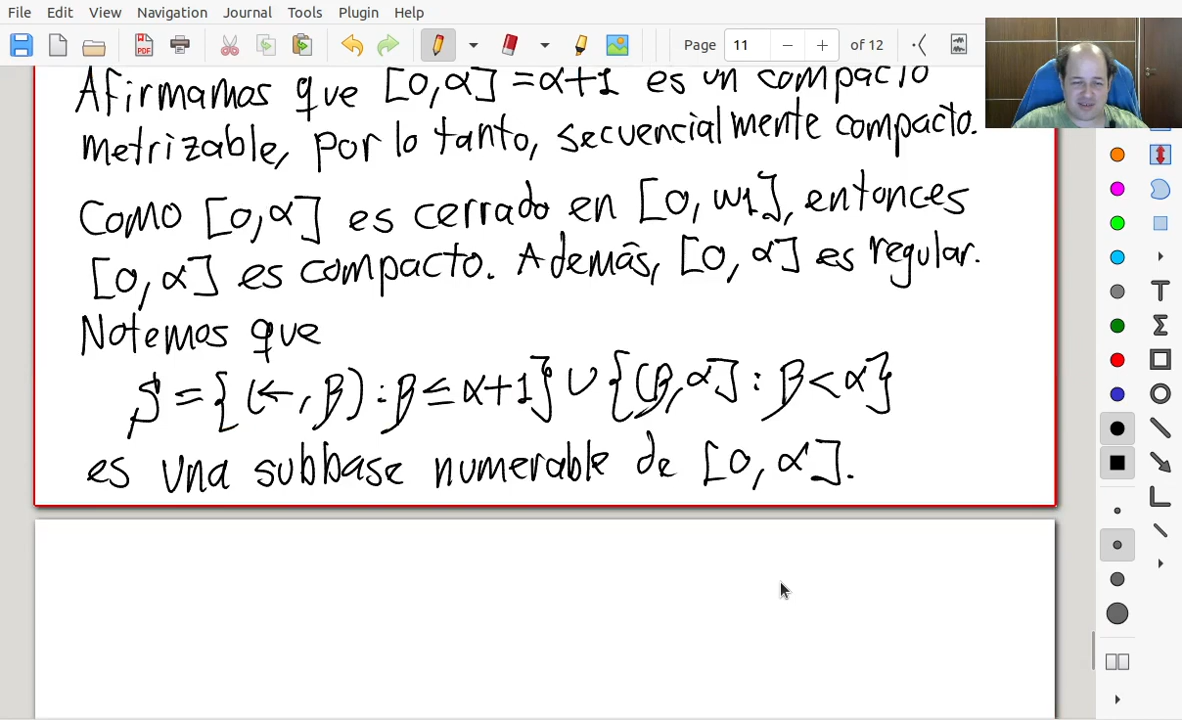 File Edit View Navigation Journal Tools Plugin Help
Page 11 of 12
Afirmamos que [0,α] = α+1 es un compacto
metrizable, por lo tanto, secuencialmente compacto.
Como [0,α] es cerrado en [0, ω1], entonces
[0,α] es compacto. Además, [0,α] es regular.
Notemos que
S = {(←,β) : β ≤ α+1} ∪ {(β,α] : β < α}
es una subbase numerable de [0,α].